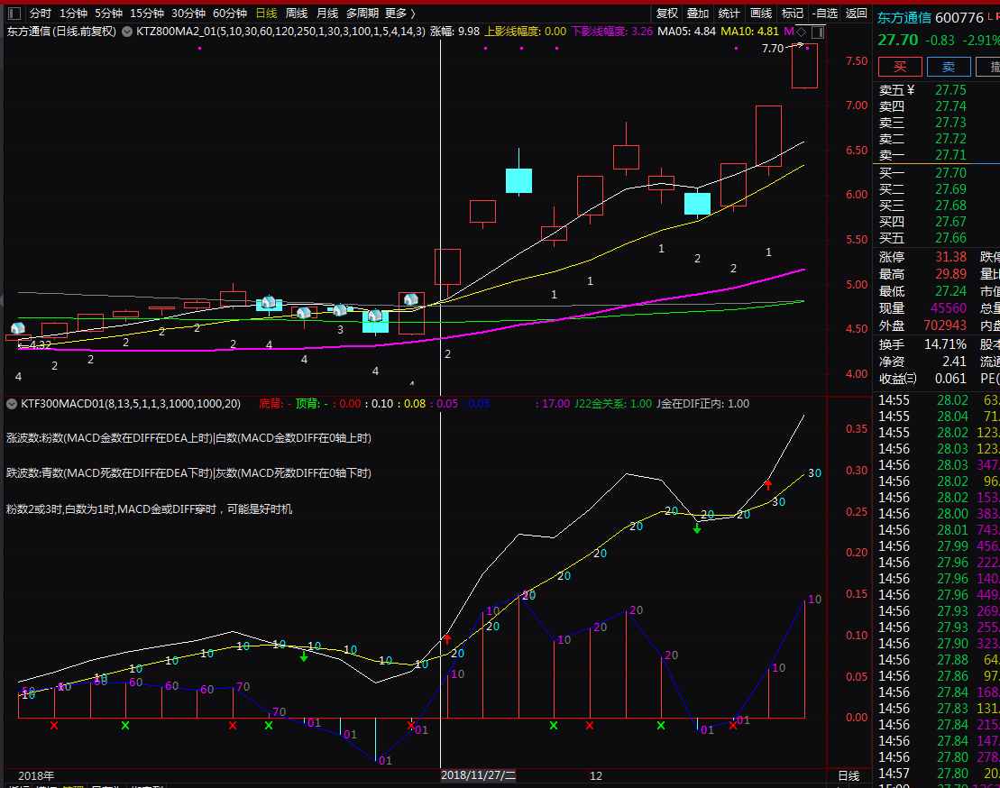 分时 1分钟 5分钟 15分钟 30分钟 60分钟 日线 周线 月线 多周期 更多 〉 复权 叠加 统计 画线 标记 -自选 返回
东方通信 600776 L R
东方通信(日线.前复权) KTZ800MA2_01(5,10,30,60,120,250,1,30,3,100,1,5,4,14,3) 涨幅: 9.98 上影线幅度: 0.00 下影线幅度: 3.26 MA05: 4.84 MA10: 4.81 M
27.70 -0.83 -2.91%
买 卖 撤
7.70
7.50
7.00
6.50
6.00
5.50
5.00
4.50
4.00
4.32
4 2 2 2 2 2 2 4 4 3 4 2 1 1 1 2 2 1
卖五 ¥ 27.75
卖四 27.74
卖三 27.73
卖二 27.72
卖一 27.71
买一 27.70
买二 27.69
买三 27.68
买四 27.67
买五 27.66
涨停 31.38 跌停
最高 29.89 量比
最低 27.24 市值
现量 45560 总量
外盘 702943 内盘
换手 14.71% 股本
净资 2.41 流通
收益㈢ 0.061 PE(
KTF300MACD01(8,13,5,1,1,3,1000,1000,20) 底背: - 顶背: - : 0.00 : 0.10 : 0.08 : 0.05 : 0.05 : 17.00 J22金关系: 1.00 J金在DIF正内: 1.00
涨波数:粉数(MACD金数在DIFF在DEA上时)|白数(MACD金数DIFF在0轴上时)
跌波数:青数(MACD死数在DIFF在DEA下时)|灰数(MACD死数DIFF在0轴下时)
粉数2或3时,白数为1时,MACD金或DIFF穿时，可能是好时机
0.35
0.30
0.25
0.20
0.15
0.10
0.05
0.00
10 10 10 10 10 10 10 10 10 10 10 20 20 20 20 20 20 20 20 20 30 30
60 60 60 70 70 01 01 01 01 10 10 20 10 20 20 20 01 01 10 10
14:55 28.02 63.
14:55 28.04 71.
14:55 28.02 123.
14:56 28.03 123.
14:56 28.03 347.
14:56 28.02 96.
14:56 28.02 153.
14:56 28.00 383.
14:56 28.01 743.
14:56 27.99 456.
14:56 27.96 222.
14:56 27.96 140.
14:56 27.96 449.
14:56 27.93 269.
14:56 27.93 255.
14:56 27.90 323.
14:56 27.88 64.
14:56 27.86 97.
14:56 27.84 168.
14:56 27.83 131.
14:56 27.84 215.
14:56 27.84 147.
14:56 27.80 278.
14:57 27.80 20.
2018年 2018/11/27/二 12 日线